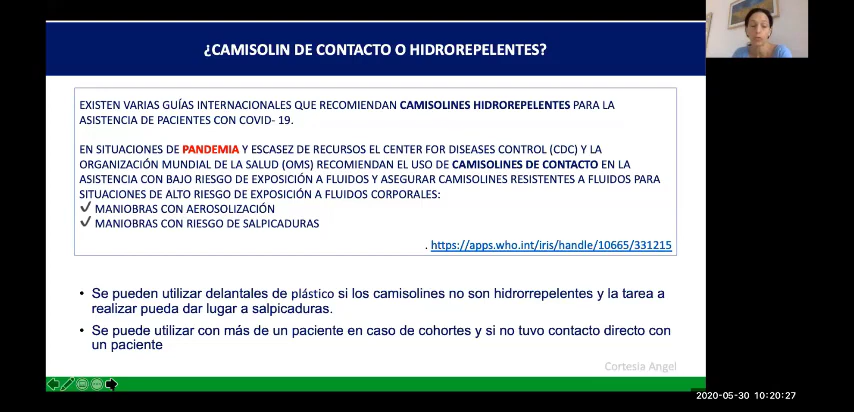 ¿CAMISOLIN DE CONTACTO O HIDROREPELENTES?
EXISTEN VARIAS GUÍAS INTERNACIONALES QUE RECOMIENDAN CAMISOLINES HIDROREPELENTES PARA LA
ASISTENCIA DE PACIENTES CON COVID- 19.
EN SITUACIONES DE PANDEMIA Y ESCASEZ DE RECURSOS EL CENTER FOR DISEASES CONTROL (CDC) Y LA
ORGANIZACIÓN MUNDIAL DE LA SALUD (OMS) RECOMIENDAN EL USO DE CAMISOLINES DE CONTACTO EN LA
ASISTENCIA CON BAJO RIESGO DE EXPOSICIÓN A FLUIDOS Y ASEGURAR CAMISOLINES RESISTENTES A FLUIDOS PARA
SITUACIONES DE ALTO RIESGO DE EXPOSICIÓN A FLUIDOS CORPORALES:
✓ MANIOBRAS CON AEROSOLIZACIÓN
✓ MANIOBRAS CON RIESGO DE SALPICADURAS
. https://apps.who.int/iris/handle/10665/331215
• Se pueden utilizar delantales de plástico si los camisolines no son hidrorrepelentes y la tarea a
realizar pueda dar lugar a salpicaduras.
• Se puede utilizar con más de un paciente en caso de cohortes y si no tuvo contacto directo con
un paciente
Cortesia Angel
2020-05-30 10:20:27